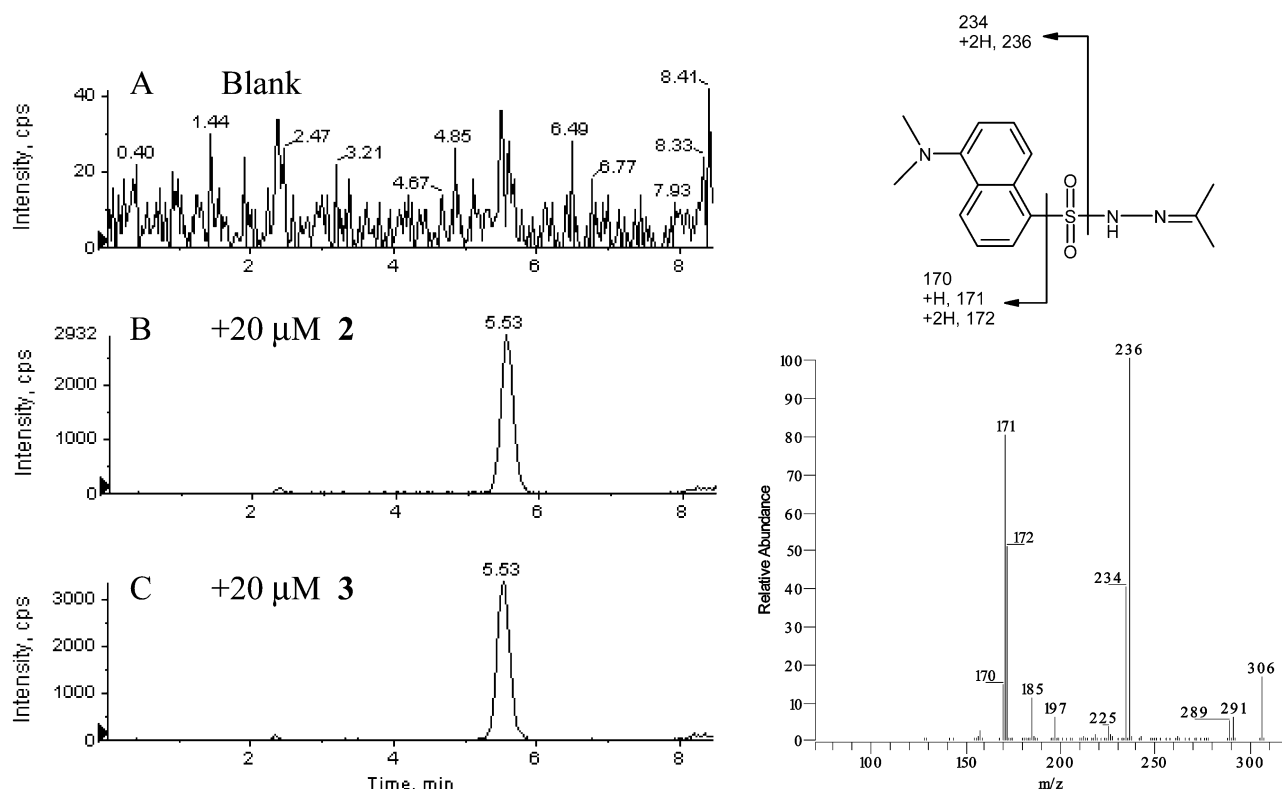 A Blank
Intensity, cps
40
20
0
0.40
1.44
2.47
3.21
4.67
4.85
6.49
6.77
7.93
8.33
8.41
2 4 6 8
B +20 µM 2
Intensity, cps
2932
2000
1000
0
5.53
2 4 6 8
C +20 µM 3
Intensity, cps
3000
2000
1000
0
5.53
2 4 6 8
Time, min
234
+2H, 236
N
O
S
O
N
H
N
170
+H, 171
+2H, 172
Relative Abundance
100
90
80
70
60
50
40
30
20
10
0
170
171
172
185
197
225
234
236
289
291
306
100 150 200 250 300
m/z